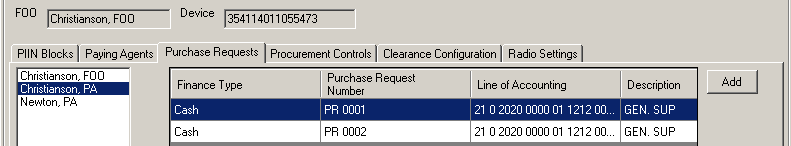 FOO Christianson, FOO Device 354114011055473
PIIN Blocks Paying Agents Purchase Requests Procurement Controls Clearance Configuration Radio Settings
Christianson, FOO
Christianson, PA
Newton, PA
Finance Type Purchase Request Number Line of Accounting Description Add
Cash PR 0001 21 0 2020 0000 01 1212 00... GEN. SUP
Cash PR 0002 21 0 2020 0000 01 1212 00... GEN. SUP